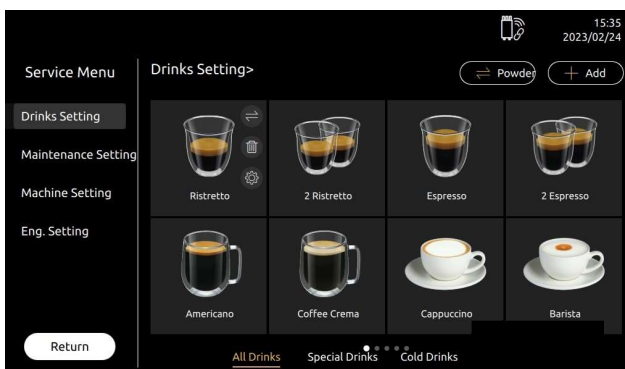 15:35
2023/02/24
Service Menu
Drinks Setting>
Powder
Add
Drinks Setting
Maintenance Setting
Machine Setting
Eng. Setting
Ristretto
2 Ristretto
Espresso
2 Espresso
Americano
Coffee Crema
Cappuccino
Barista
Return
All Drinks
Special Drinks
Cold Drinks